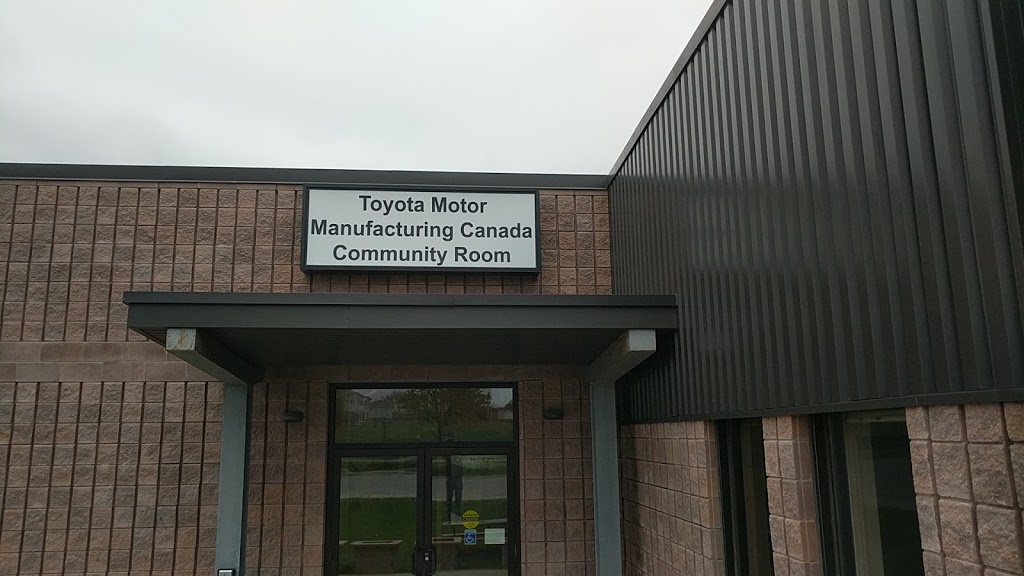 Toyota Motor
Manufacturing Canada
Community Room